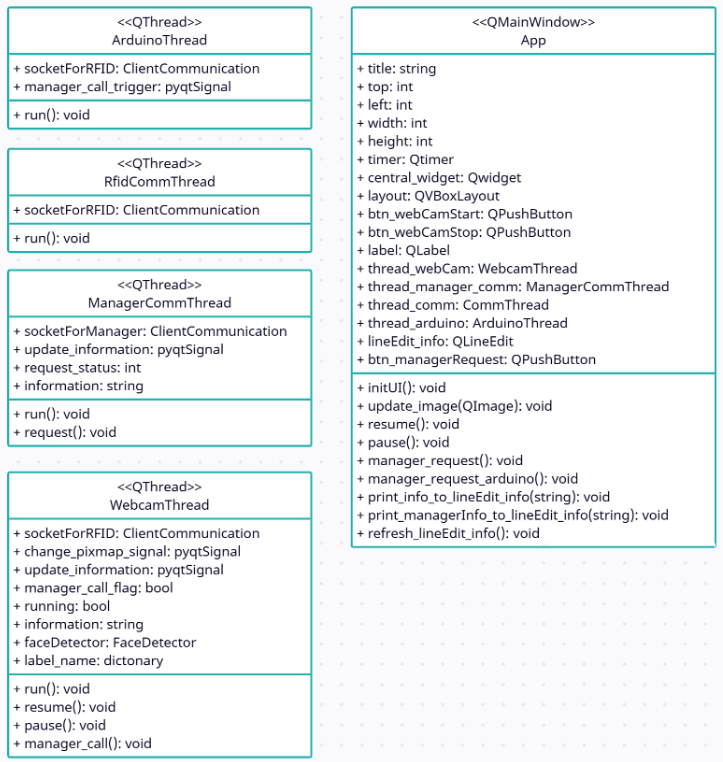 <<QThread>>
ArduinoThread
+ socketForRFID: ClientCommunication
+ manager_call_trigger: pyqtSignal
+ run(): void
<<QThread>>
RfidCommThread
+ socketForRFID: ClientCommunication
+ run(): void
<<QThread>>
ManagerCommThread
+ socketForManager: ClientCommunication
+ update_information: pyqtSignal
+ request_status: int
+ information: string
+ run(): void
+ request(): void
<<QThread>>
WebcamThread
+ socketForRFID: ClientCommunication
+ change_pixmap_signal: pyqtSignal
+ update_information: pyqtSignal
+ manager_call_flag: bool
+ running: bool
+ information: string
+ faceDetector: FaceDetector
+ label_name: dictonary
+ run(): void
+ resume(): void
+ pause(): void
+ manager_call(): void
<<QMainWindow>>
App
+ title: string
+ top: int
+ left: int
+ width: int
+ height: int
+ timer: Qtimer
+ central_widget: Qwidget
+ layout: QVBoxLayout
+ btn_webCamStart: QPushButton
+ btn_webCamStop: QPushButton
+ label: QLabel
+ thread_webCam: WebcamThread
+ thread_manager_comm: ManagerCommThread
+ thread_comm: CommThread
+ thread_arduino: ArduinoThread
+ lineEdit_info: QLineEdit
+ btn_managerRequest: QPushButton
+ initUI(): void
+ update_image(QImage): void
+ resume(): void
+ pause(): void
+ manager_request(): void
+ manager_request_arduino(): void
+ print_info_to_lineEdit_info(string): void
+ print_managerInfo_to_lineEdit_info(string): void
+ refresh_lineEdit_info(): void